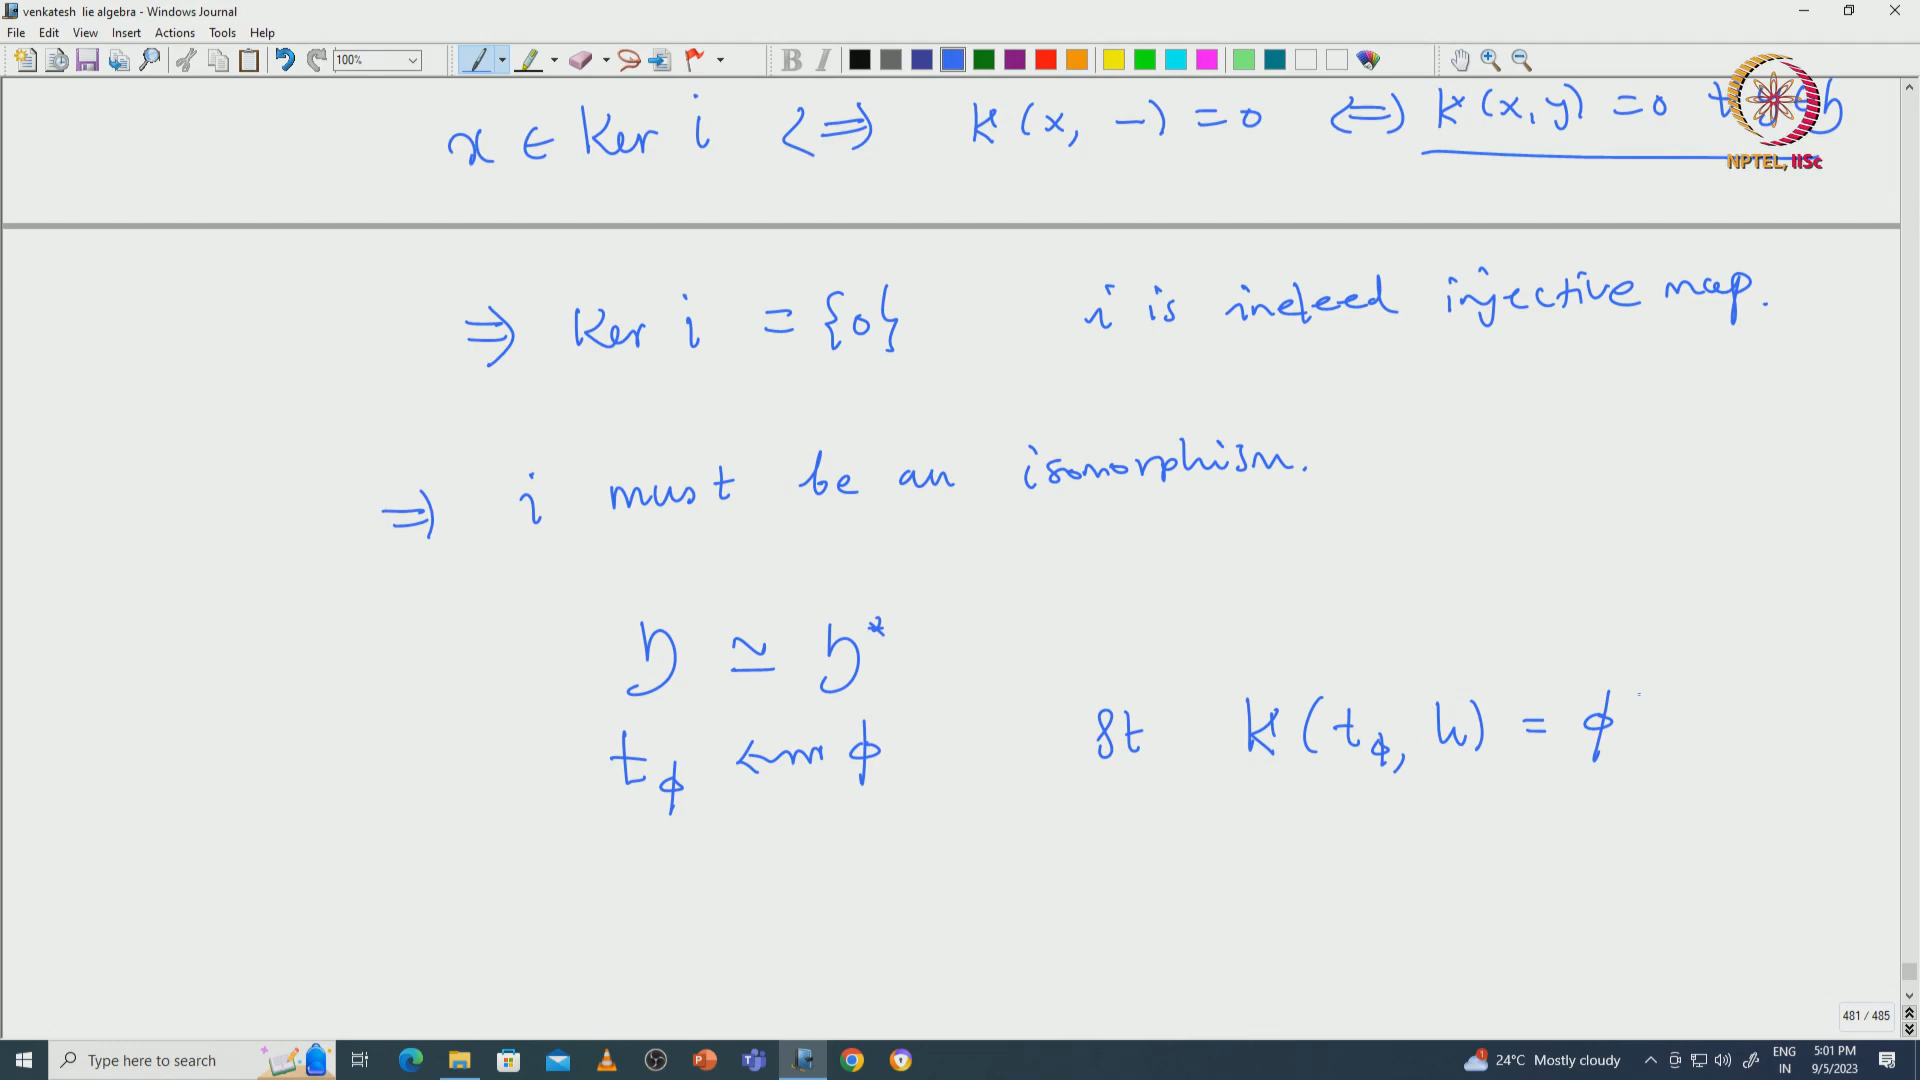 venkatesh lie algebra - Windows Journal
File Edit View Insert Actions Tools Help
100%
B I
x ∈ Ker i <=> K(x, -) = 0 <=> K(x, y) = 0 ∀ y ∈ h
NPTEL, IISc
=> Ker i = {0} i is indeed injective map.
=> i must be an isomorphism.
h ≃ h*
t_φ ← φ st K(t_φ, h) = φ
481 / 485
Type here to search
24°C Mostly cloudy
ENG
IN
5:01 PM
9/5/2023